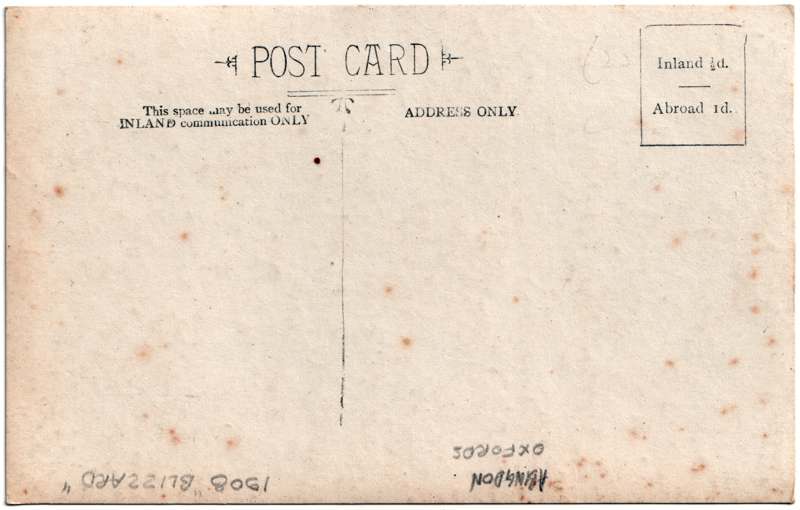 POST CARD
This space may be used for
INLAND communication ONLY
ADDRESS ONLY
Inland ½d.
Abroad 1d.
ABINGDON
OXFORDS
1908 "BLIZZARD"